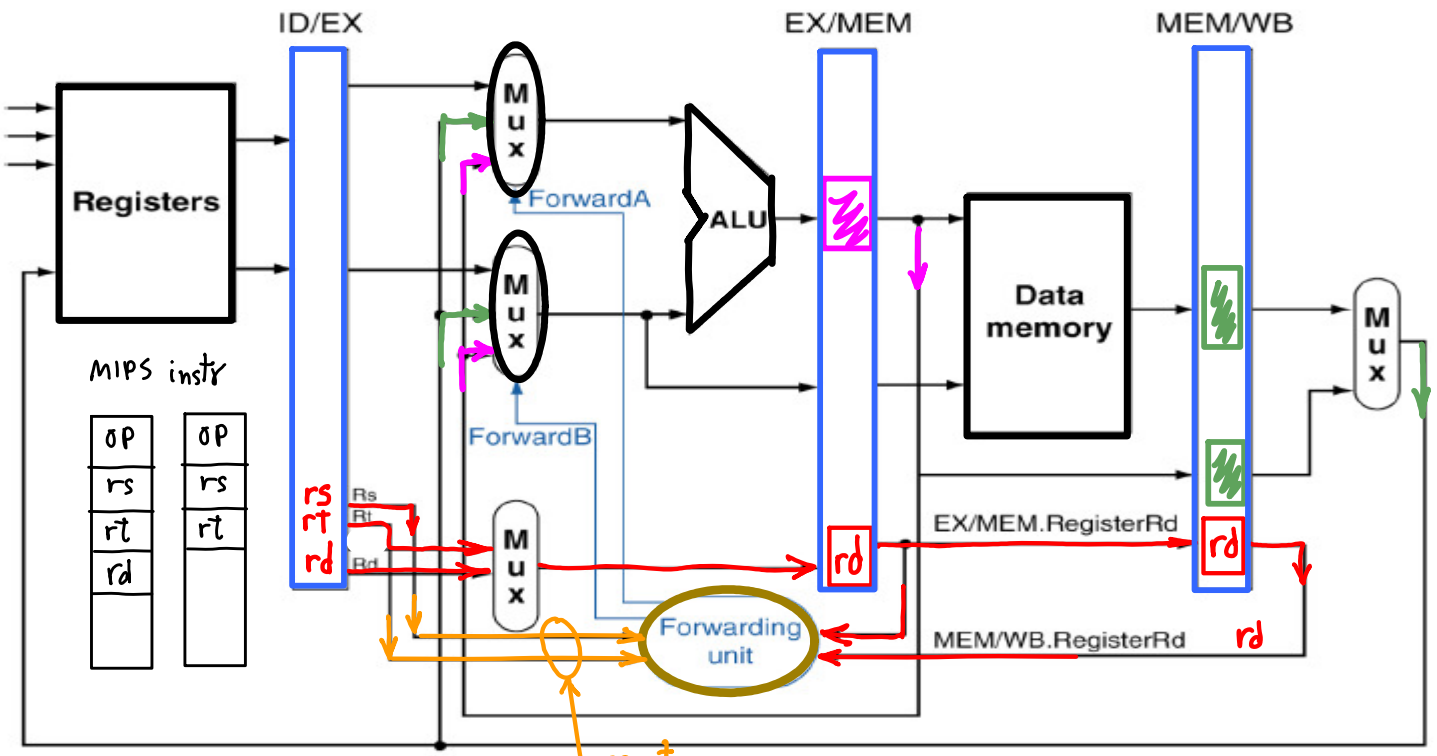 ID/EX
EX/MEM
MEM/WB
Mux
ForwardA
Registers
ALU
Mux
Data
memory
Mux
MIPS instr
ForwardB
op
rs
rt
rd
op
rs
rt
rs
rt
rd
Rs
Rt
Rd
Mux
EX/MEM.RegisterRd
rd
rd
Forwarding
unit
MEM/WB.RegisterRd
rd